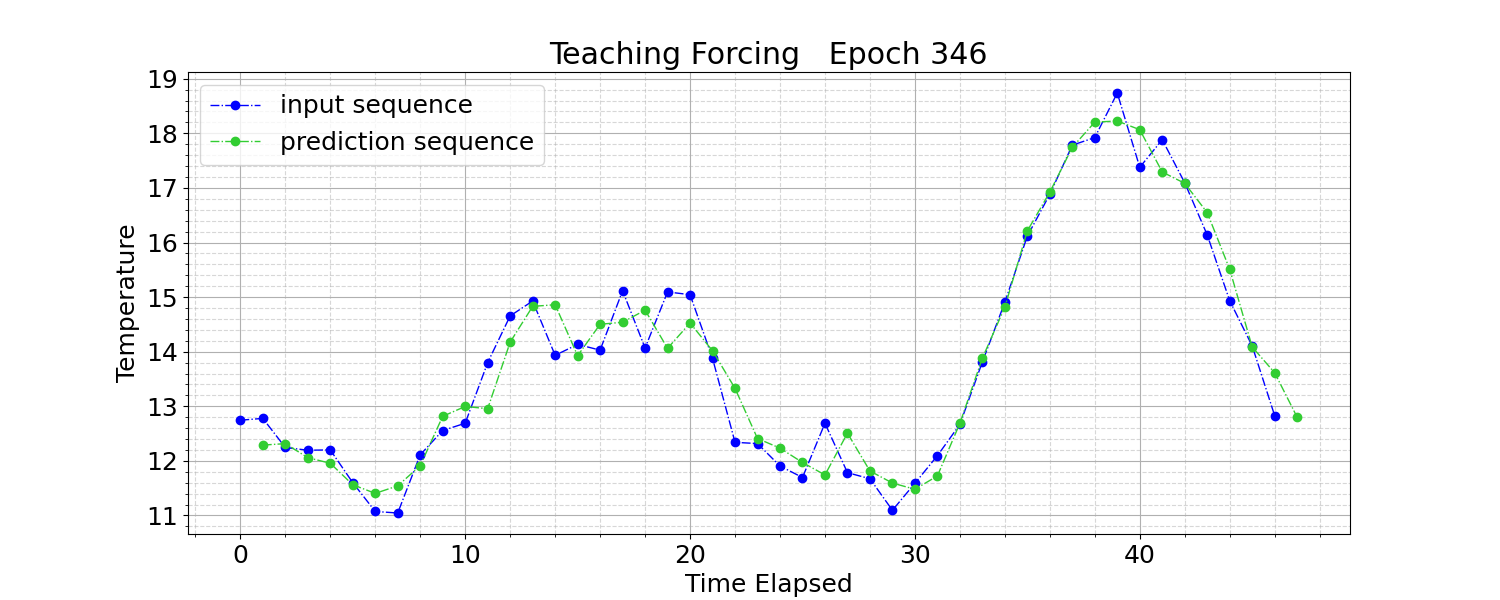 Teaching Forcing   Epoch 346
input sequence
prediction sequence
Temperature
19
18
17
16
15
14
13
12
11
0 10 20 30 40
Time Elapsed